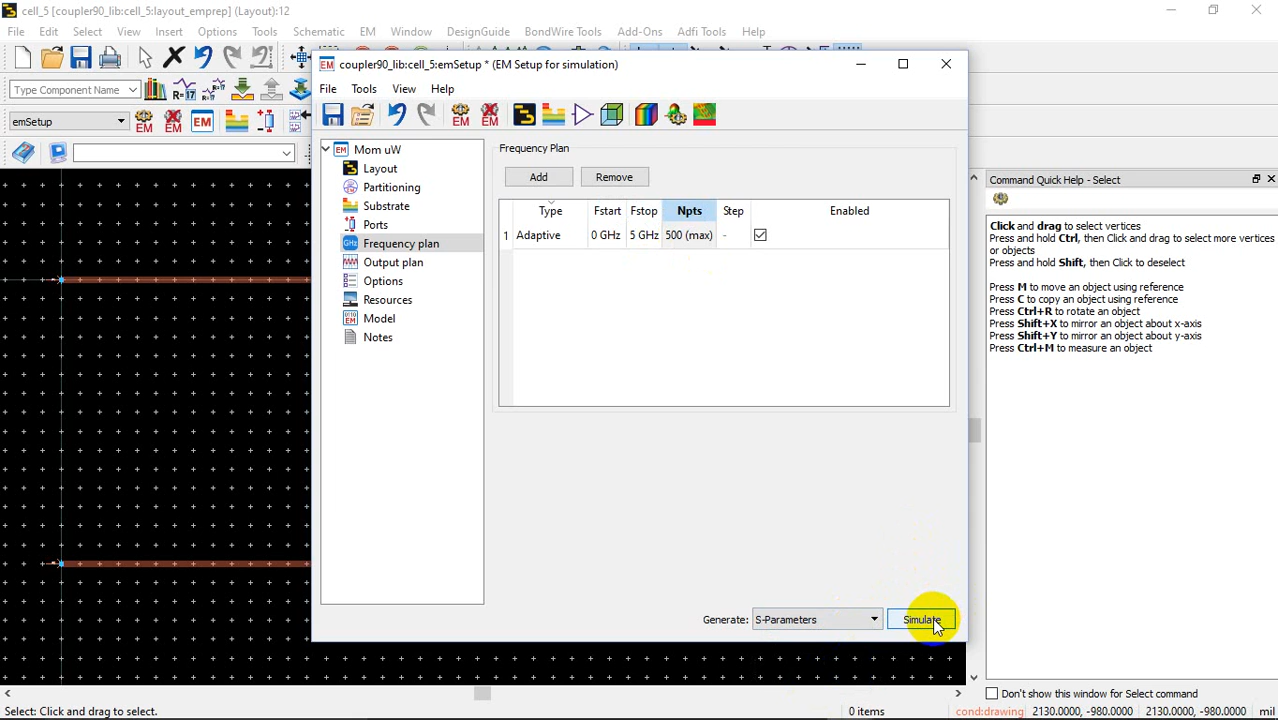 cell_5 [coupler90_lib:cell_5:layout_emprep] (Layout):12
File Edit Select View Insert Options Tools Schematic EM Window DesignGuide BondWire Tools Add-Ons Adfi Tools Help
EM coupler90_lib:cell_5:emSetup * (EM Setup for simulation)
Type Component Name
File Tools View Help
emSetup
EM EM EM
EM EM
Frequency Plan
Mom uW
Layout
Partitioning
Substrate
Ports
Frequency plan
Output plan
Options
Resources
Model
Notes
Add Remove
Type Fstart Fstop Npts Step Enabled
1 Adaptive 0 GHz 5 GHz 500 (max) -
Generate: S-Parameters Simulate
Command Quick Help - Select
Click and drag to select vertices
Press and hold Ctrl, then Click and drag to select more vertices
or objects
Press and hold Shift, then Click to deselect
Press M to move an object using reference
Press C to copy an object using reference
Press Ctrl+R to rotate an object
Press Shift+X to mirror an object about x-axis
Press Shift+Y to mirror an object about y-axis
Press Ctrl+M to measure an object
Don't show this window for Select command
Select: Click and drag to select. 0 items cond:drawing 2130.0000, -980.0000 2130.0000, -980.0000 mil